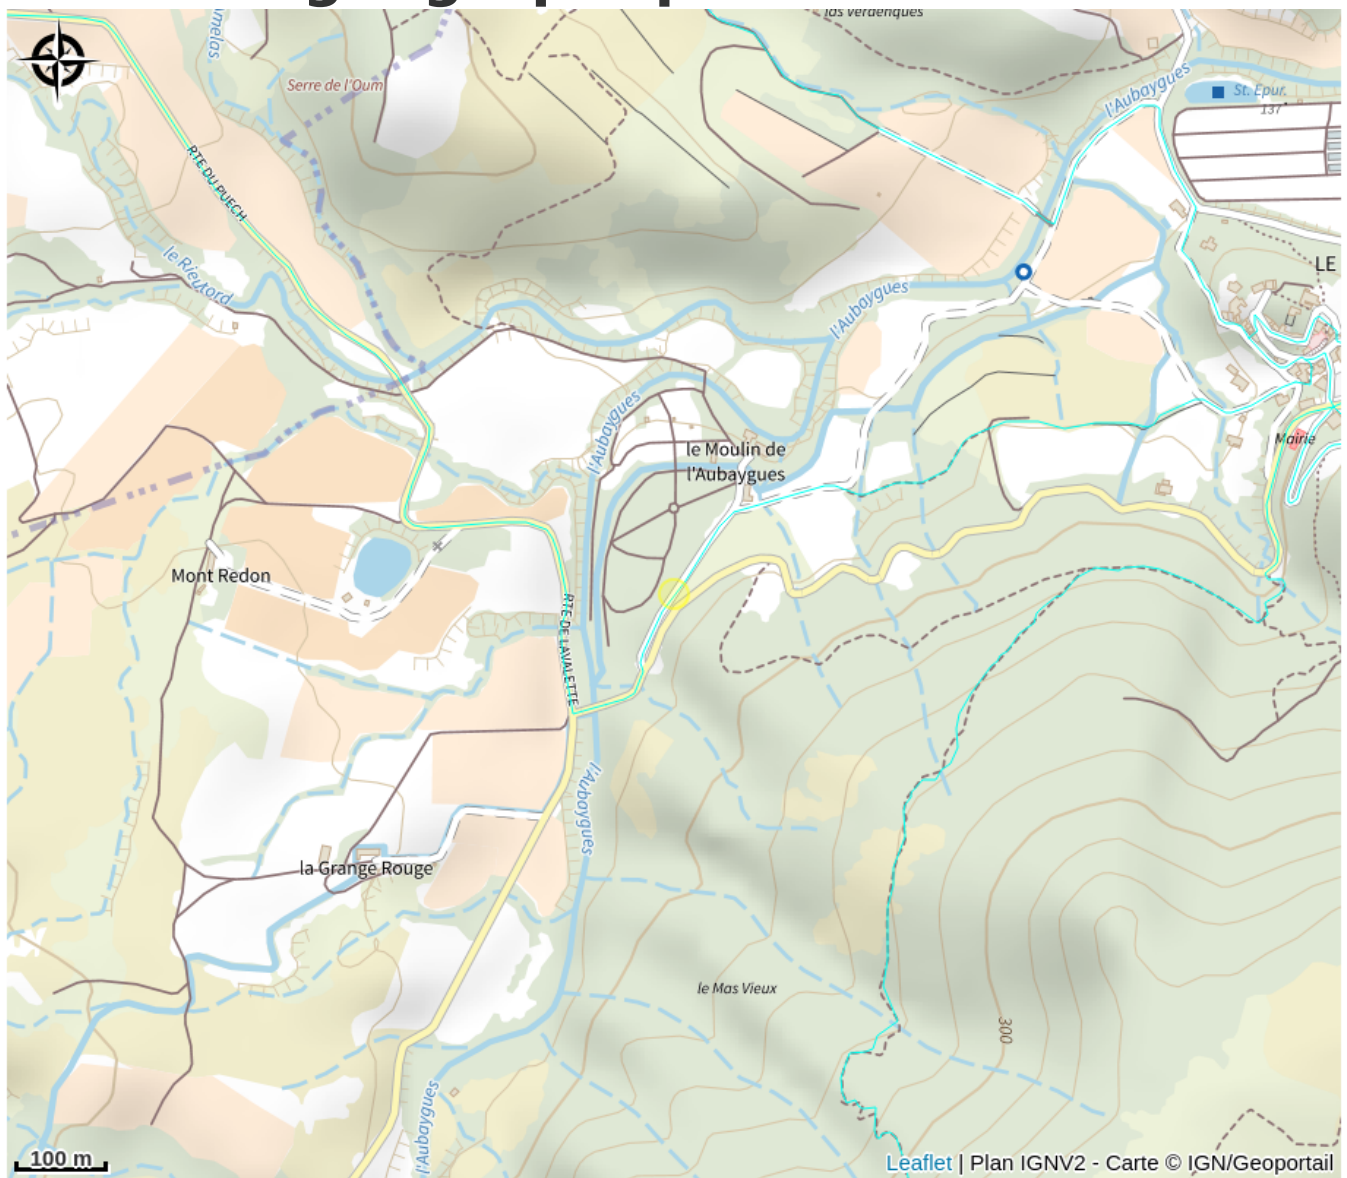 las Verdenques
l'Aubaygues
St. Epur.
137
Serre de l'Oum
RTE DU PUECH
le Rieutord
LE
l'Aubaygues
l'Aubaygues
Mairie
le Moulin de
l'Aubaygues
Mont Redon
RTE DE LAVALETTE
l'Aubaygues
la Grange Rouge
le Mas Vieux
300
l'Aubaygues
100 m
Leaflet | Plan IGNV2 - Carte © IGN/Geoportail